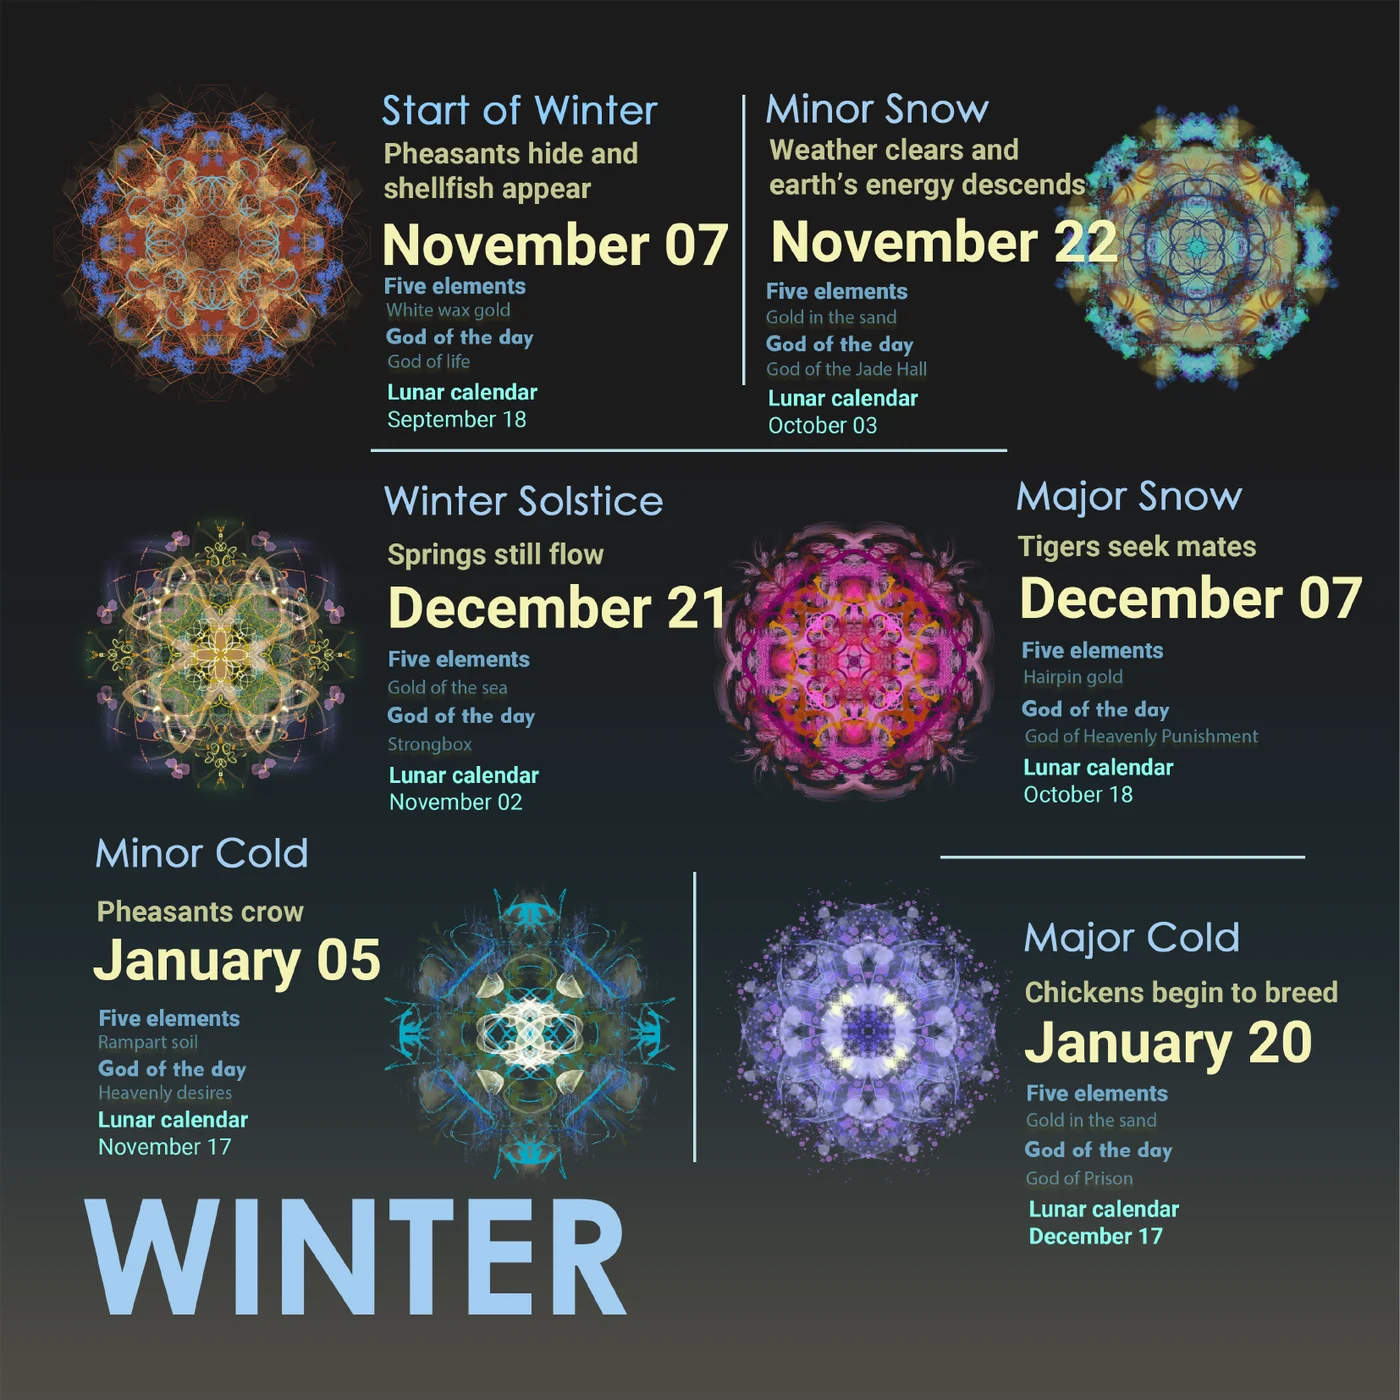 Start of Winter
Pheasants hide and
shellfish appear
November 07
Five elements
White wax gold
God of the day
God of life
Lunar calendar
September 18
Minor Snow
Weather clears and
earth's energy descends
November 22
Five elements
Gold in the sand
God of the day
God of the Jade Hall
Lunar calendar
October 03
Winter Solstice
Springs still flow
December 21
Five elements
Gold of the sea
God of the day
Strongbox
Lunar calendar
November 02
Major Snow
Tigers seek mates
December 07
Five elements
Hairpin gold
God of the day
God of Heavenly Punishment
Lunar calendar
October 18
Minor Cold
Pheasants crow
January 05
Five elements
Rampart soil
God of the day
Heavenly desires
Lunar calendar
November 17
Major Cold
Chickens begin to breed
January 20
Five elements
Gold in the sand
God of the day
God of Prison
Lunar calendar
December 17
WINTER